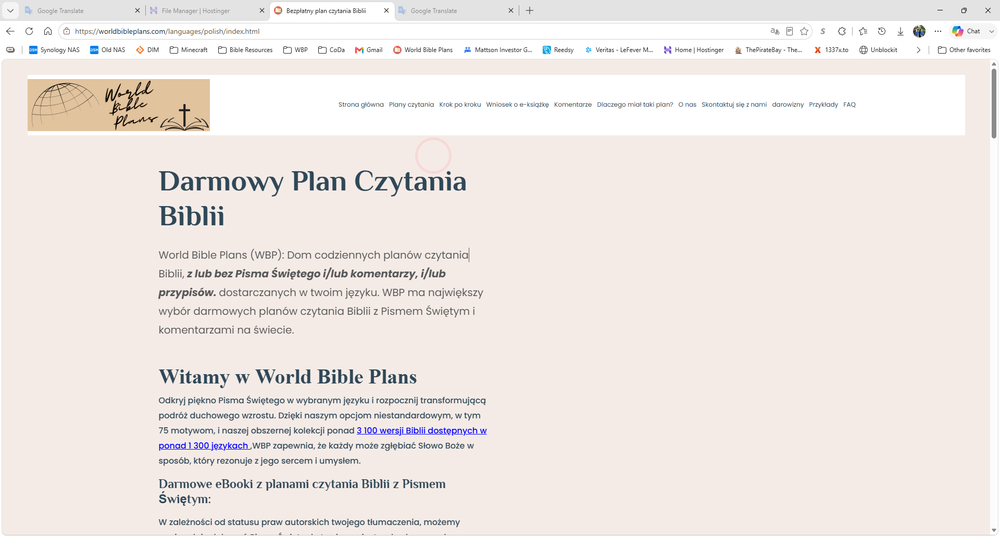 Google Translate
File Manager | Hostinger
Bezpłatny plan czytania Biblii
Google Translate
https://worldbibleplans.com/languages/polish/index.html
Chat
Synology NAS
Old NAS
DIM
Minecraft
Bible Resources
WBP
CoDa
Gmail
World Bible Plans
Mattson Investor G...
Reedsy
Veritas - LeFever M...
Home | Hostinger
ThePirateBay - The...
1337x.to
Unblockit
Other favorites
World
Bible
Plans
Strona główna Plany czytania Krok po kroku Wniosek o e-książkę Komentarze Dlaczego miał taki plan? O nas Skontaktuj się z nami darowizny Przykłady FAQ
Darmowy Plan Czytania
Biblii
World Bible Plans (WBP): Dom codziennych planów czytania
Biblii, z lub bez Pisma Świętego i/lub komentarzy, i/lub
przypisów. dostarczanych w twoim języku. WBP ma największy
wybór darmowych planów czytania Biblii z Pismem Świętym i
komentarzami na świecie.
Witamy w World Bible Plans
Odkryj piękno Pisma Świętego w wybranym języku i rozpocznij transformującą
podróż duchowego wzrostu. Dzięki naszym opcjom niestandardowym, w tym
75 motywom, i naszej obszernej kolekcji ponad 3 100 wersji Biblii dostępnych w
ponad 1 300 językach ,WBP zapewnia, że każdy może zgłębiać Słowo Boże w
sposób, który rezonuje z jego sercem i umysłem.
Darmowe eBooki z planami czytania Biblii z Pismem
Świętym:
W zależności od statusu praw autorskich twojego tłumaczenia, możemy